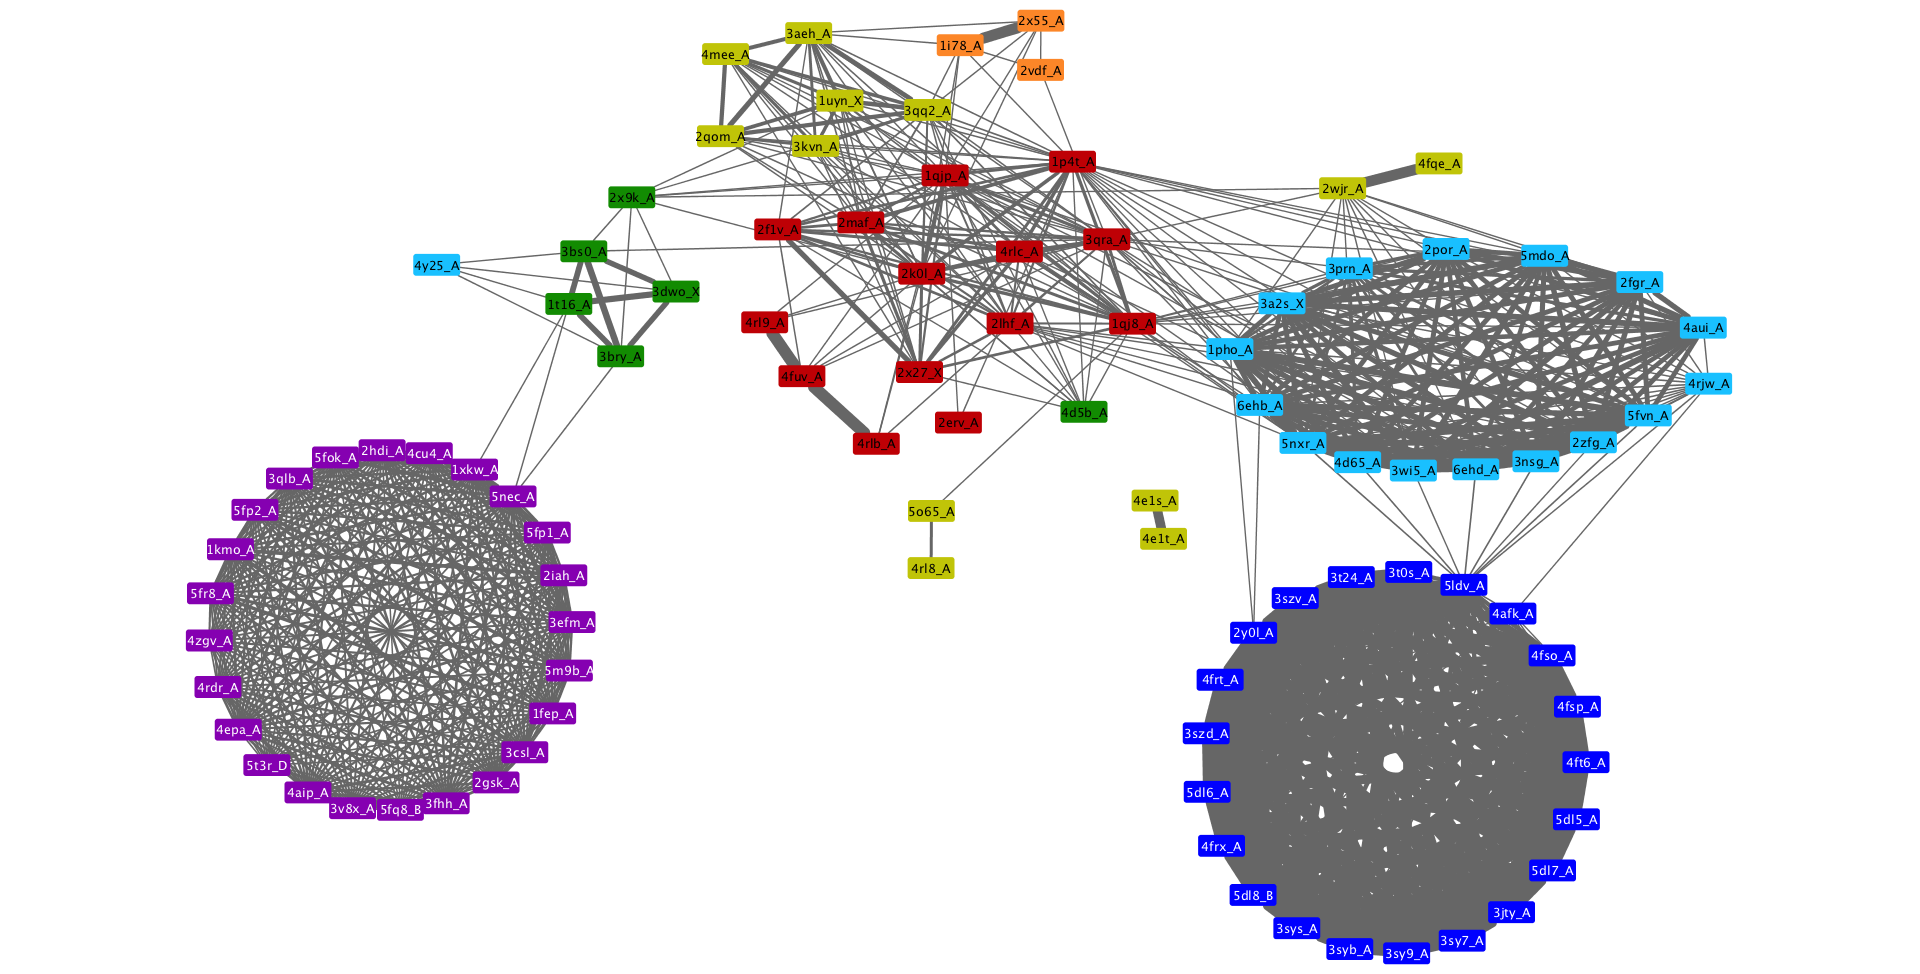 2x55_A
3aeh_A
1i78_A
4mee_A
2vdf_A
1uyn_X
3qq2_A
2qom_A
3kvn_A
1p4t_A
4fqe_A
1qjp_A
2wjr_A
2x9k_A
2maf_A
2f1v_A
3qra_A
3bs0_A
4rlc_A
2por_A
5mdo_A
4y25_A
3prn_A
2k0l_A
2fgr_A
3dwo_X
1t16_A
3a2s_X
4rl9_A
2lhf_A
1qj8_A
4aui_A
1pho_A
3bry_A
4fuv_A
2x27_X
4rjw_A
6ehb_A
4d5b_A
5fvn_A
2erv_A
4rlb_A
5nxr_A
2zfg_A
2hdi_A
4cu4_A
5fok_A
1xkw_A
4d65_A
3wi5_A
6ehd_A
3nsg_A
3qlb_A
5nec_A
4e1s_A
5fp2_A
5o65_A
5fp1_A
4e1t_A
1kmo_A
4rl8_A
2iah_A
3t24_A
3t0s_A
5ldv_A
5fr8_A
3szv_A
4afk_A
3efm_A
2y0l_A
4zgv_A
4fso_A
5m9b_A
4frt_A
4rdr_A
4fsp_A
1fep_A
4epa_A
3szd_A
3csl_A
4ft6_A
5t3r_D
2gsk_A
4aip_A
5dl6_A
3v8x_A
5fq8_B
3fhh_A
5dl5_A
4frx_A
5dl7_A
5dl8_B
3jty_A
3sys_A
3sy7_A
3syb_A
3sy9_A